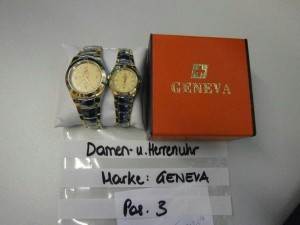 GENEVA
Damen- u. Herrenuhr
Marke: GENEVA
Pos. 3